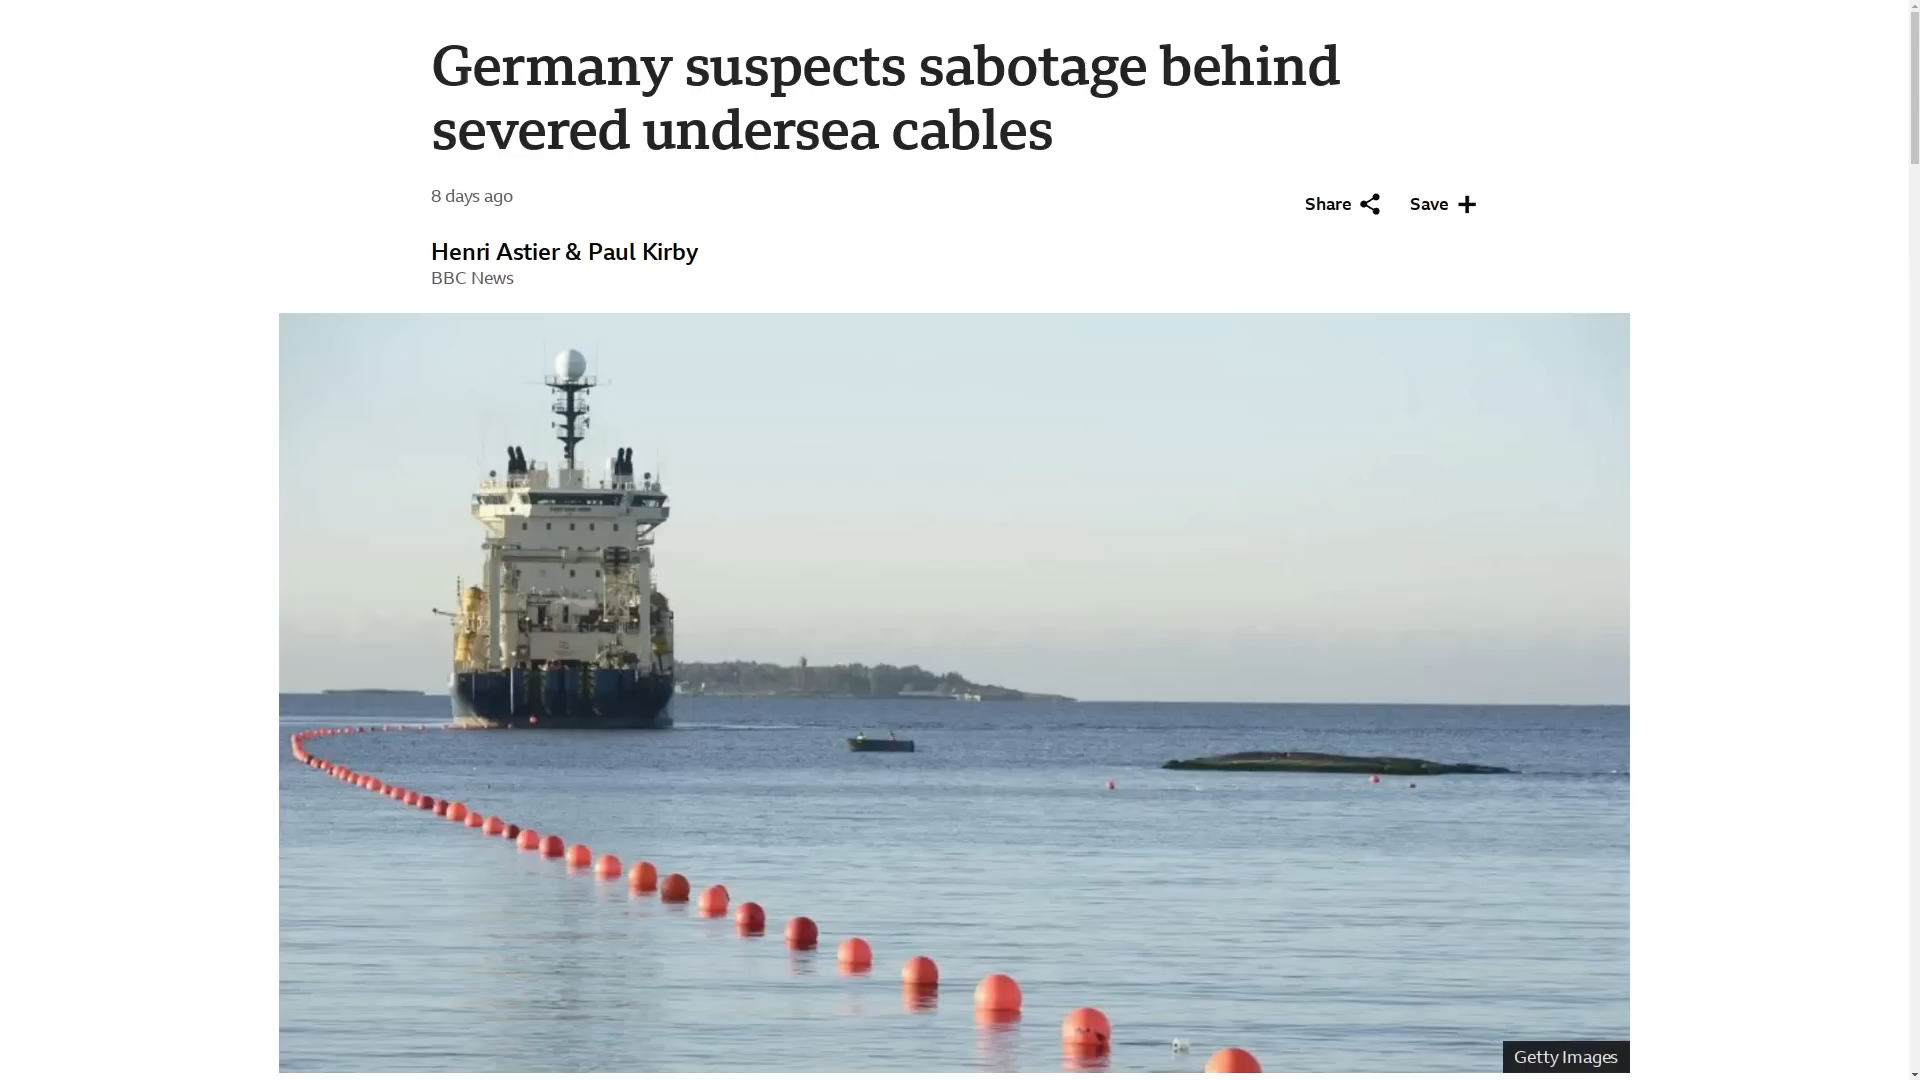 Germany suspects sabotage behind
severed undersea cables
8 days ago
Share
Save
Henri Astier & Paul Kirby
BBC News
Getty Images